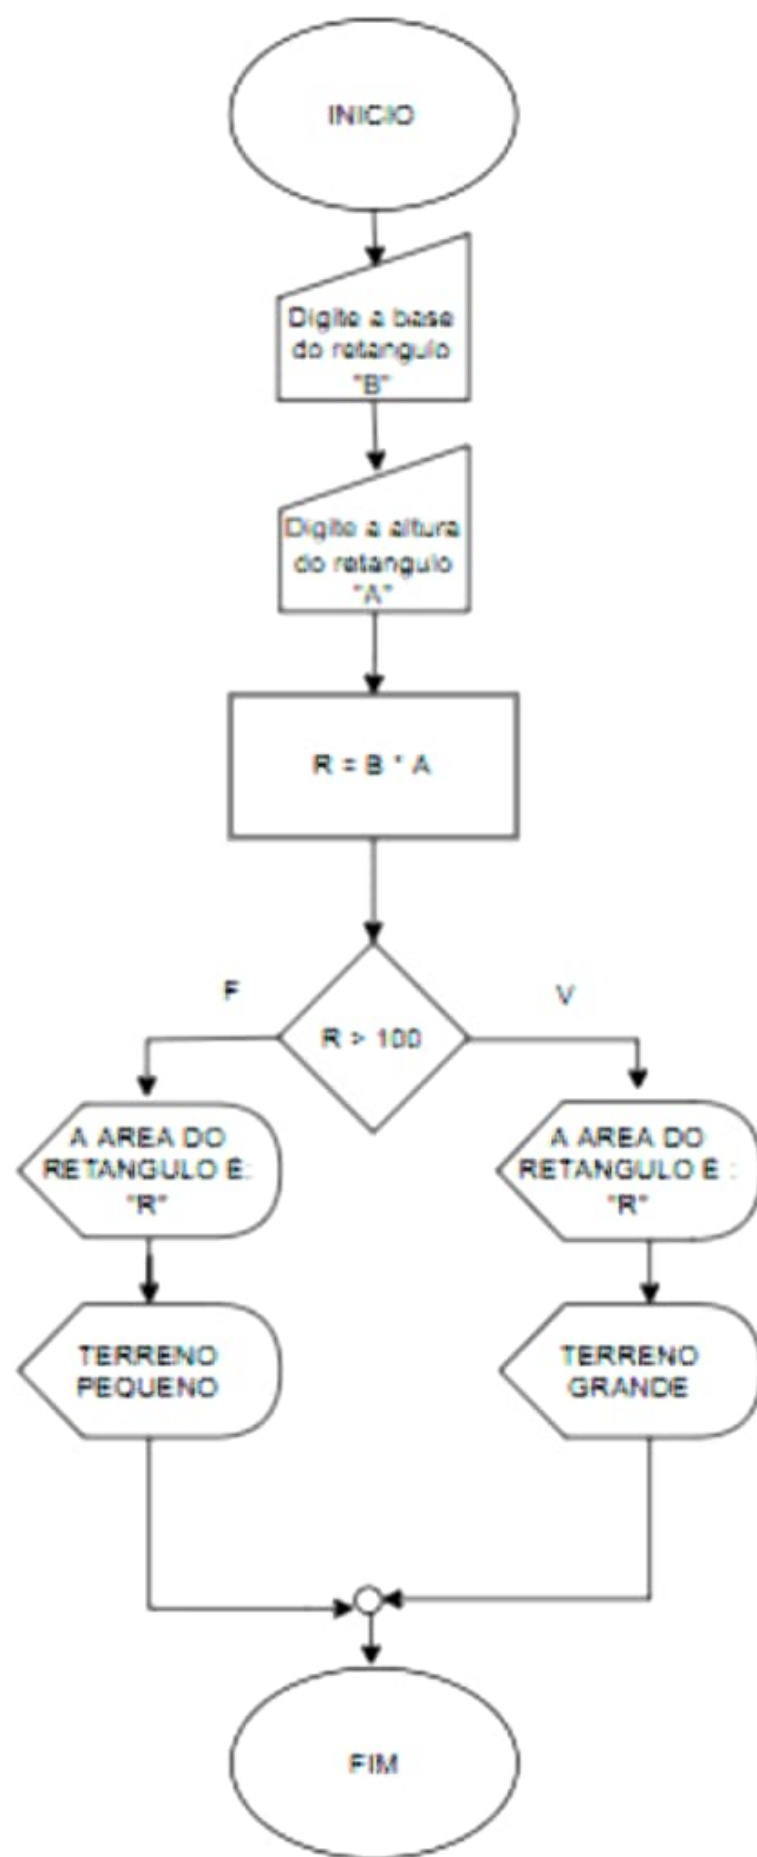 INICIO
Digite a base
do retangulo
"B"
Digite a altura
do retangulo
"A"
R = B * A
F
V
R > 100
A AREA DO
RETANGULO É:
"R"
A AREA DO
RETANGULO E :
"R"
TERRENO
PEQUENO
TERRENO
GRANDE
FIM